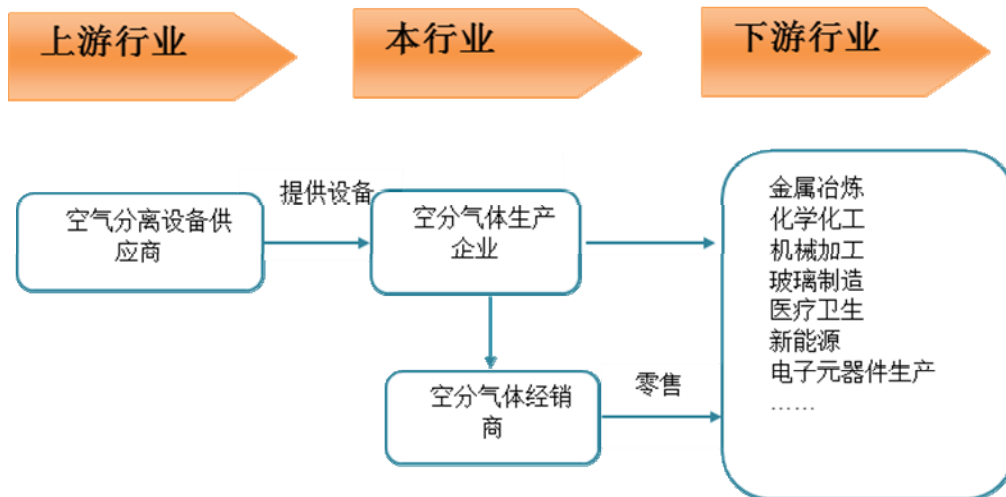 上游行业
本行业
下游行业
空气分离设备供
应商
提供设备
空分气体生产
企业
空分气体经销
商
零售
金属冶炼
化学化工
机械加工
玻璃制造
医疗卫生
新能源
电子元器件生产
……